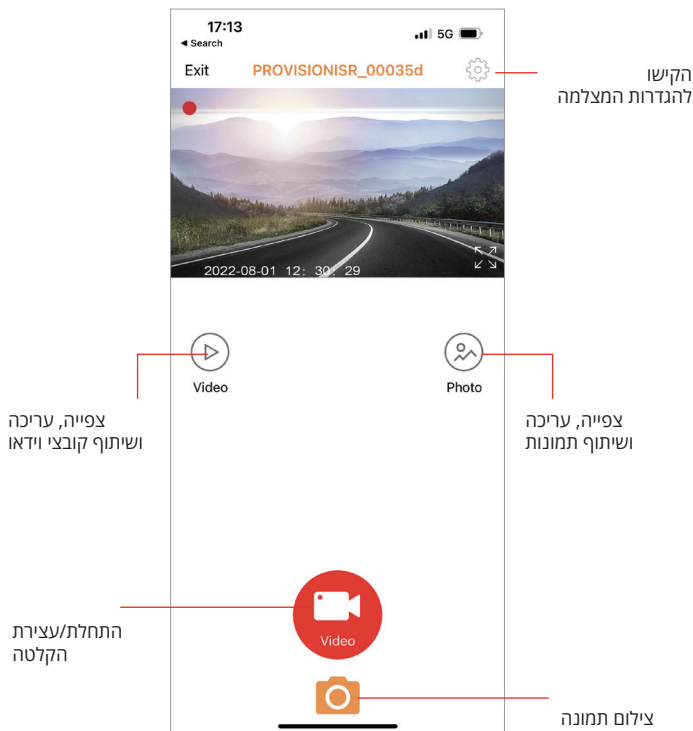 17:13
5G
Search
Exit
PROVISIONISR_00035d
הקישו
להגדרות המצלמה
2022-08-01 12: 30: 29
Video
Photo
צפייה, עריכה
ושיתוף קובצי וידאו
צפייה, עריכה
ושיתוף תמונות
Video
התחלת/עצירת
הקלטה
צילום תמונה